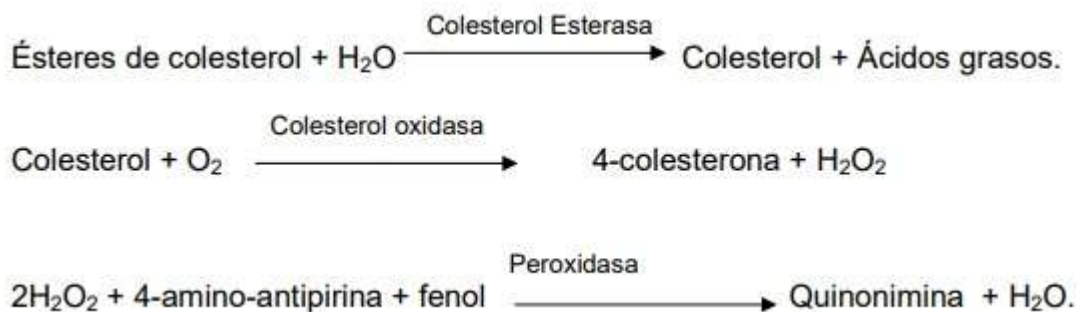 Colesterol Esterasa
Ésteres de colesterol + H₂O ⟶ Colesterol + Ácidos grasos.
Colesterol oxidasa
Colesterol + O₂ ⟶ 4-colesterona + H₂O₂
Peroxidasa
2H₂O₂ + 4-amino-antipirina + fenol ⟶ Quinonimina + H₂O.